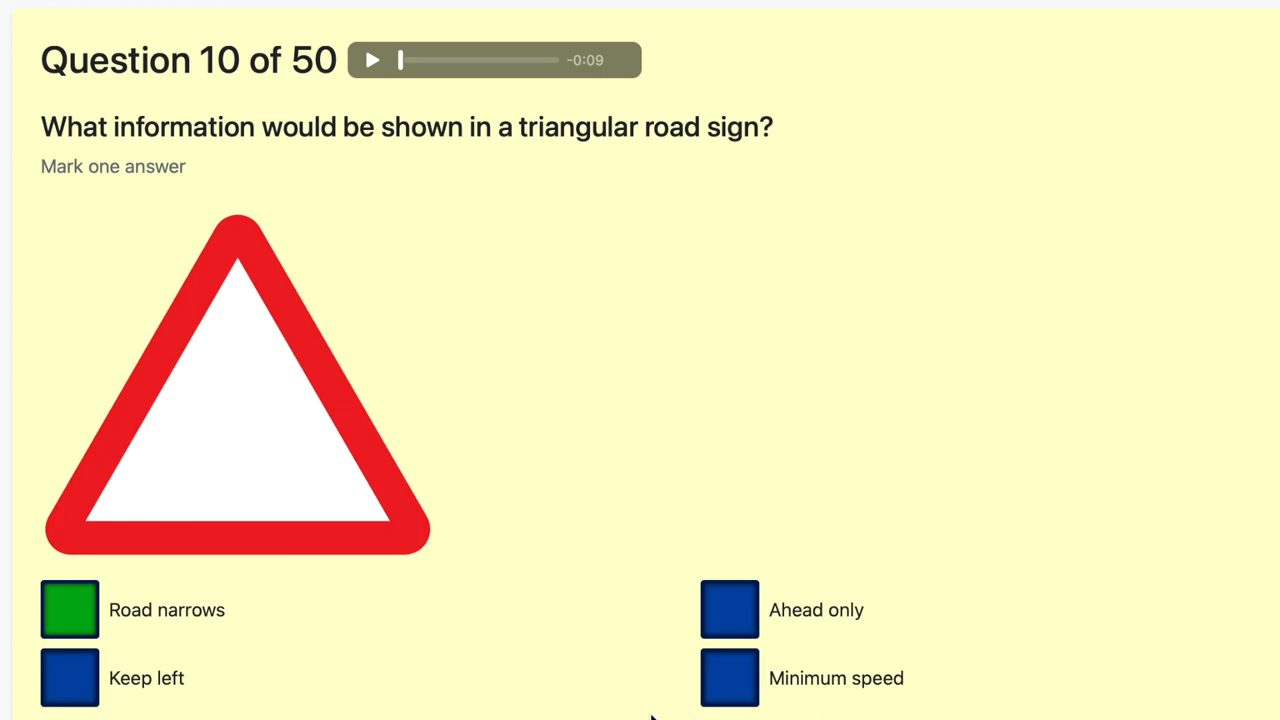 Question 10 of 50
-0:09
What information would be shown in a triangular road sign?
Mark one answer
Road narrows
Ahead only
Keep left
Minimum speed